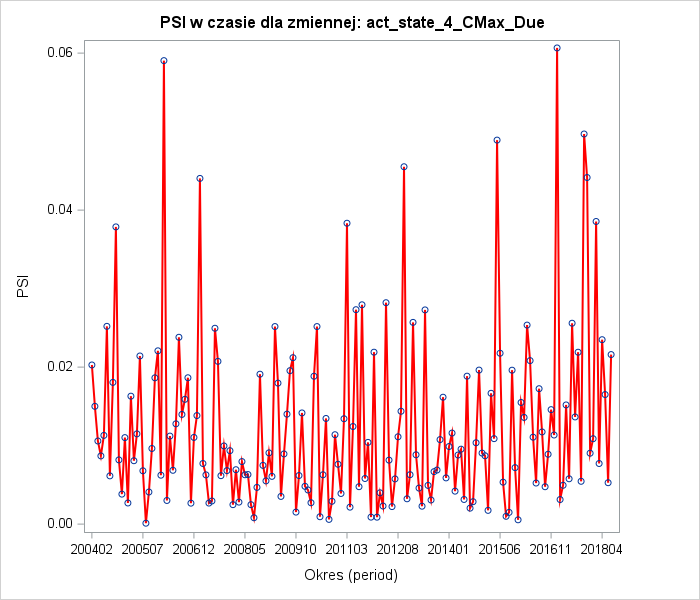 PSI w czasie dla zmiennej: act_state_4_CMax_Due
0.06
0.04
0.02
0.00
PSI
200402 200507 200612 200805 200910 201103 201208 201401 201506 201611 201804
Okres (period)